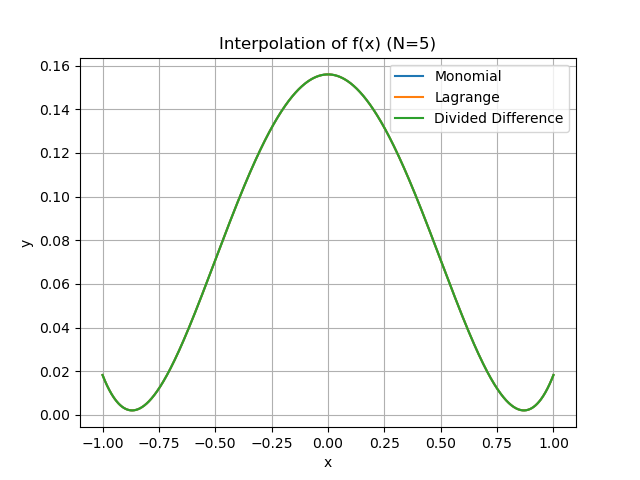 Interpolation of f(x) (N=5)
Monomial
Lagrange
Divided Difference
y
0.16
0.14
0.12
0.10
0.08
0.06
0.04
0.02
0.00
−1.00 −0.75 −0.50 −0.25 0.00 0.25 0.50 0.75 1.00
x